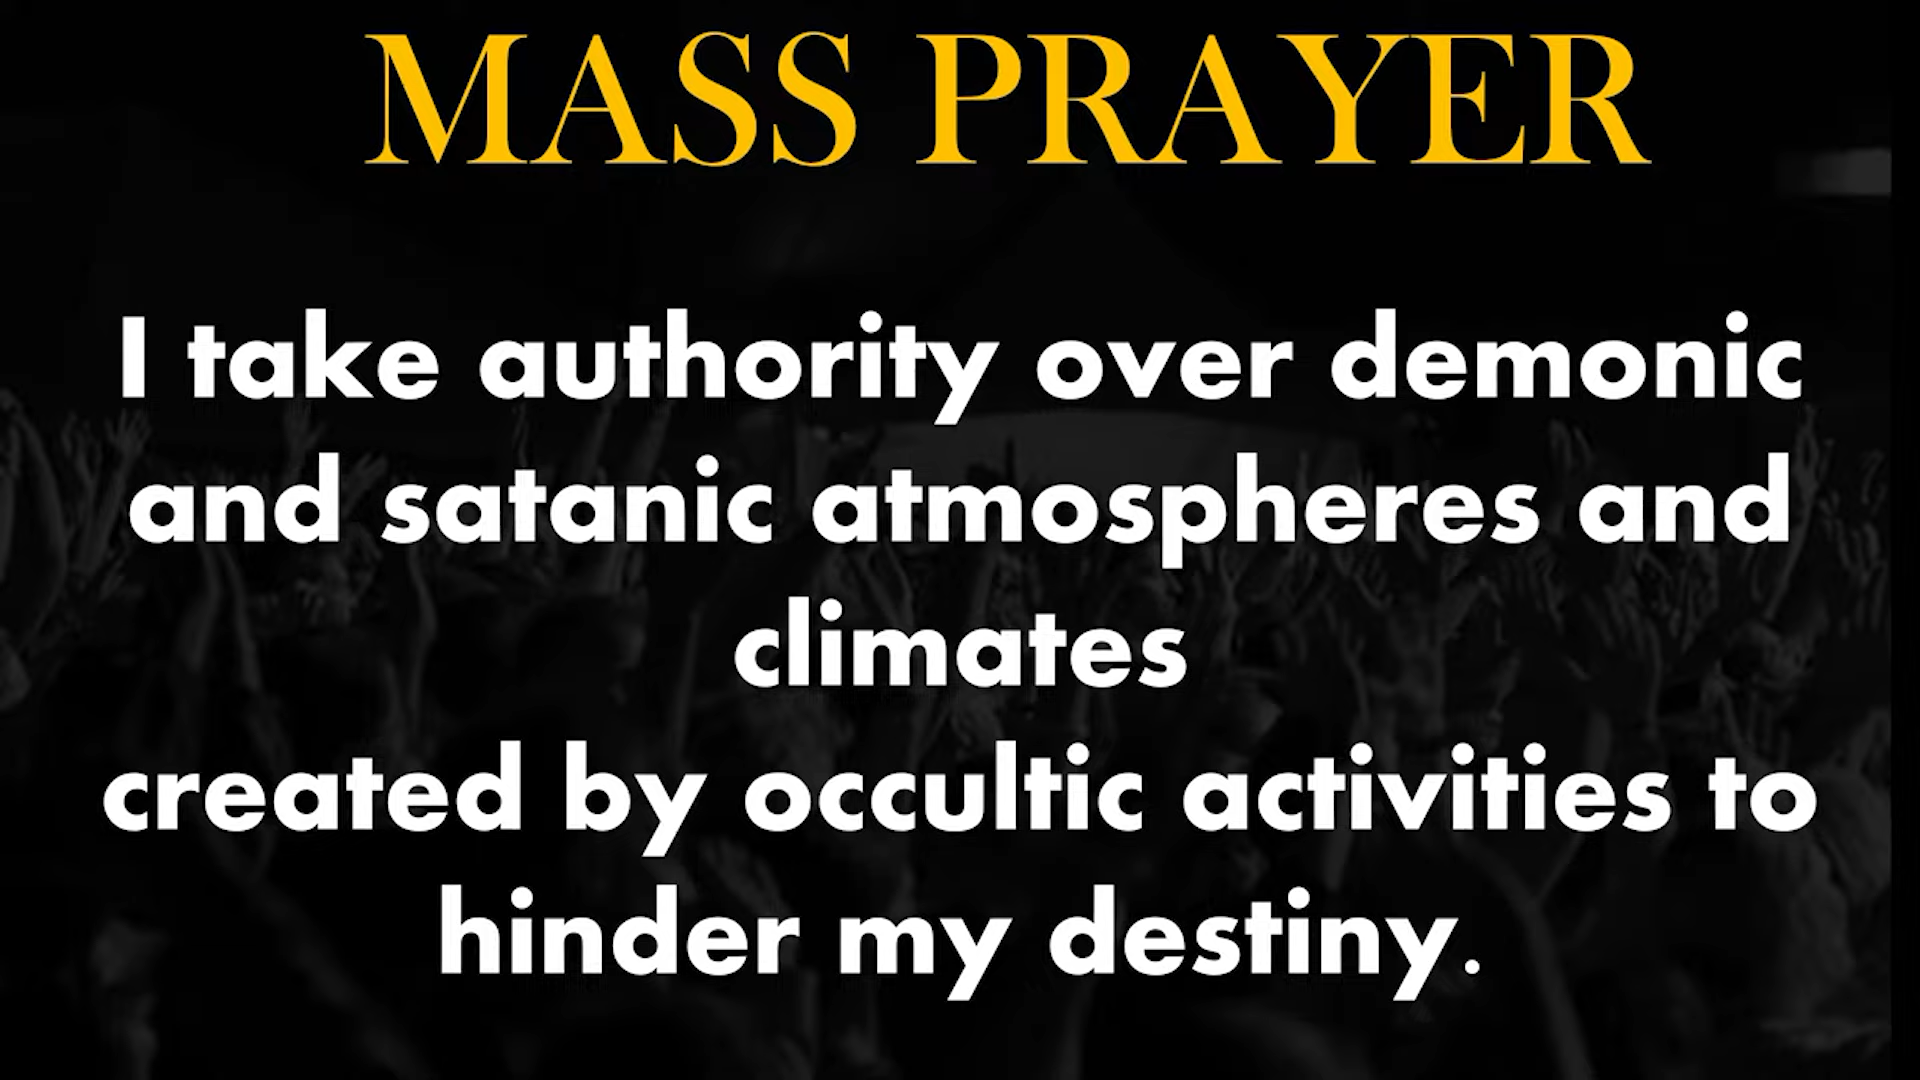 MASS PRAYER
I take authority over demonic
and satanic atmospheres and
climates
created by occultic activities to
hinder my destiny.